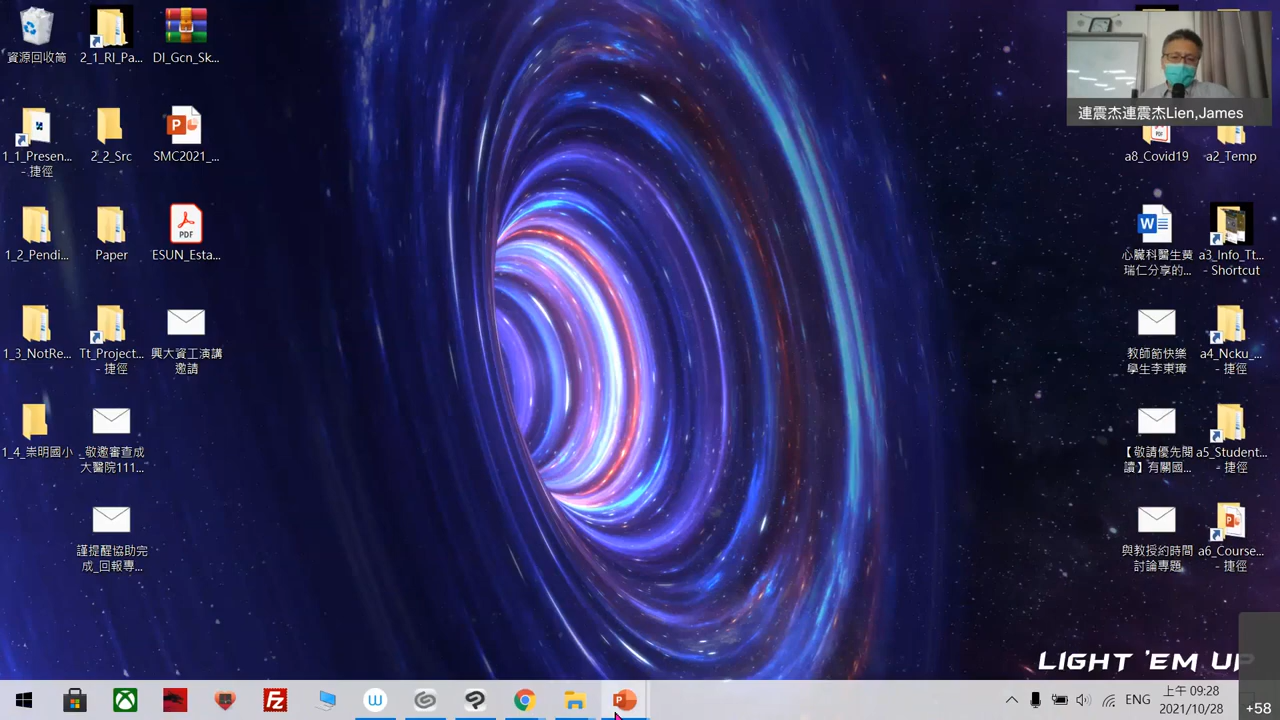 資源回收筒
2_1_RI_Pa...
DI_Gcn_Sk...
1_1_Presen...
- 捷徑
2_2_Src
SMC2021_...
1_2_Pendi...
Paper
PDF
ESUN_Esta...
1_3_NotRe...
Tt_Project...
- 捷徑
興大資工演講
邀請
1_4_崇明國小
_敬邀審查成
大醫院111...
謹提醒協助完
成_回報專...
連震杰連震杰Lien,James
PDF
a8_Covid19
a2_Temp
心臟科醫生黃
瑞仁分享的...
a3_Info_Tt...
- Shortcut
教師節快樂
學生李東璋
a4_Ncku_...
- 捷徑
【敬請優先閱
讀】有關國...
a5_Student...
- 捷徑
與教授約時間
討論專題
a6_Course...
- 捷徑
LIGHT 'EM UP
ENG
上午 09:28
2021/10/28
+58